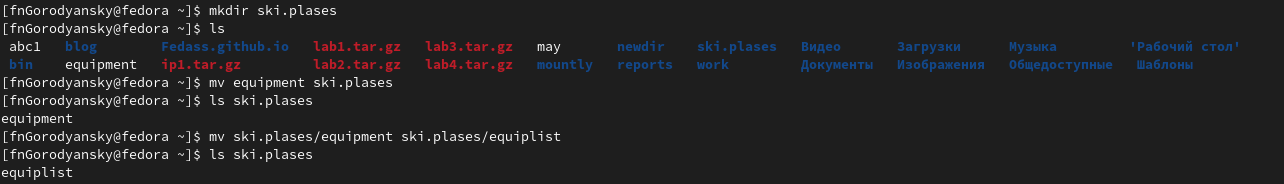 [fnGorodyansky@fedora ~]$ mkdir ski.plases
[fnGorodyansky@fedora ~]$ ls
abc1 blog Fedass.github.io lab1.tar.gz lab3.tar.gz may newdir ski.plases Видео Загрузки Музыка 'Рабочий стол'
bin equipment ip1.tar.gz lab2.tar.gz lab4.tar.gz mountly reports work Документы Изображения Общедоступные Шаблоны
[fnGorodyansky@fedora ~]$ mv equipment ski.plases
[fnGorodyansky@fedora ~]$ ls ski.plases
equipment
[fnGorodyansky@fedora ~]$ mv ski.plases/equipment ski.plases/equiplist
[fnGorodyansky@fedora ~]$ ls ski.plases
equiplist